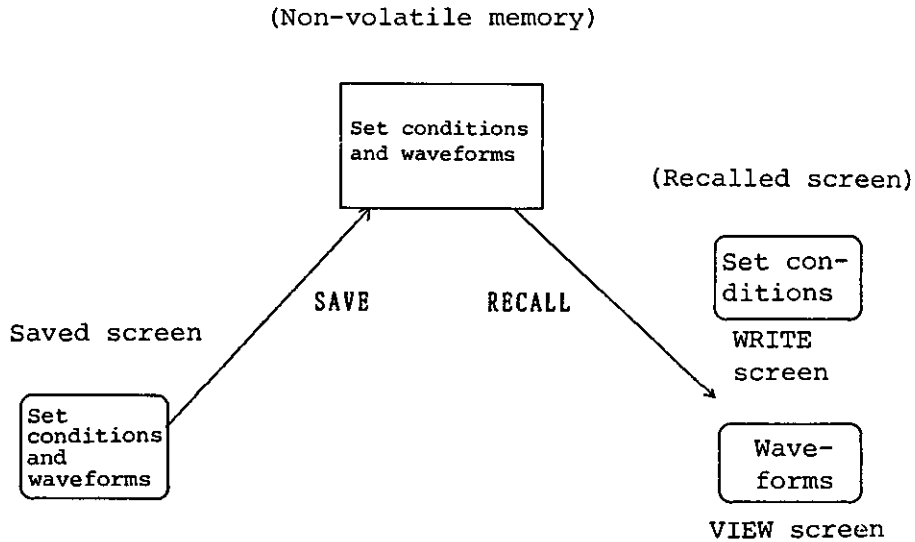 (Non-volatile memory)
Set conditions
and waveforms
(Recalled screen)
Set con-
ditions
SAVE
RECALL
Saved screen
WRITE
screen
Set
conditions
and
waveforms
Wave-
forms
VIEW screen